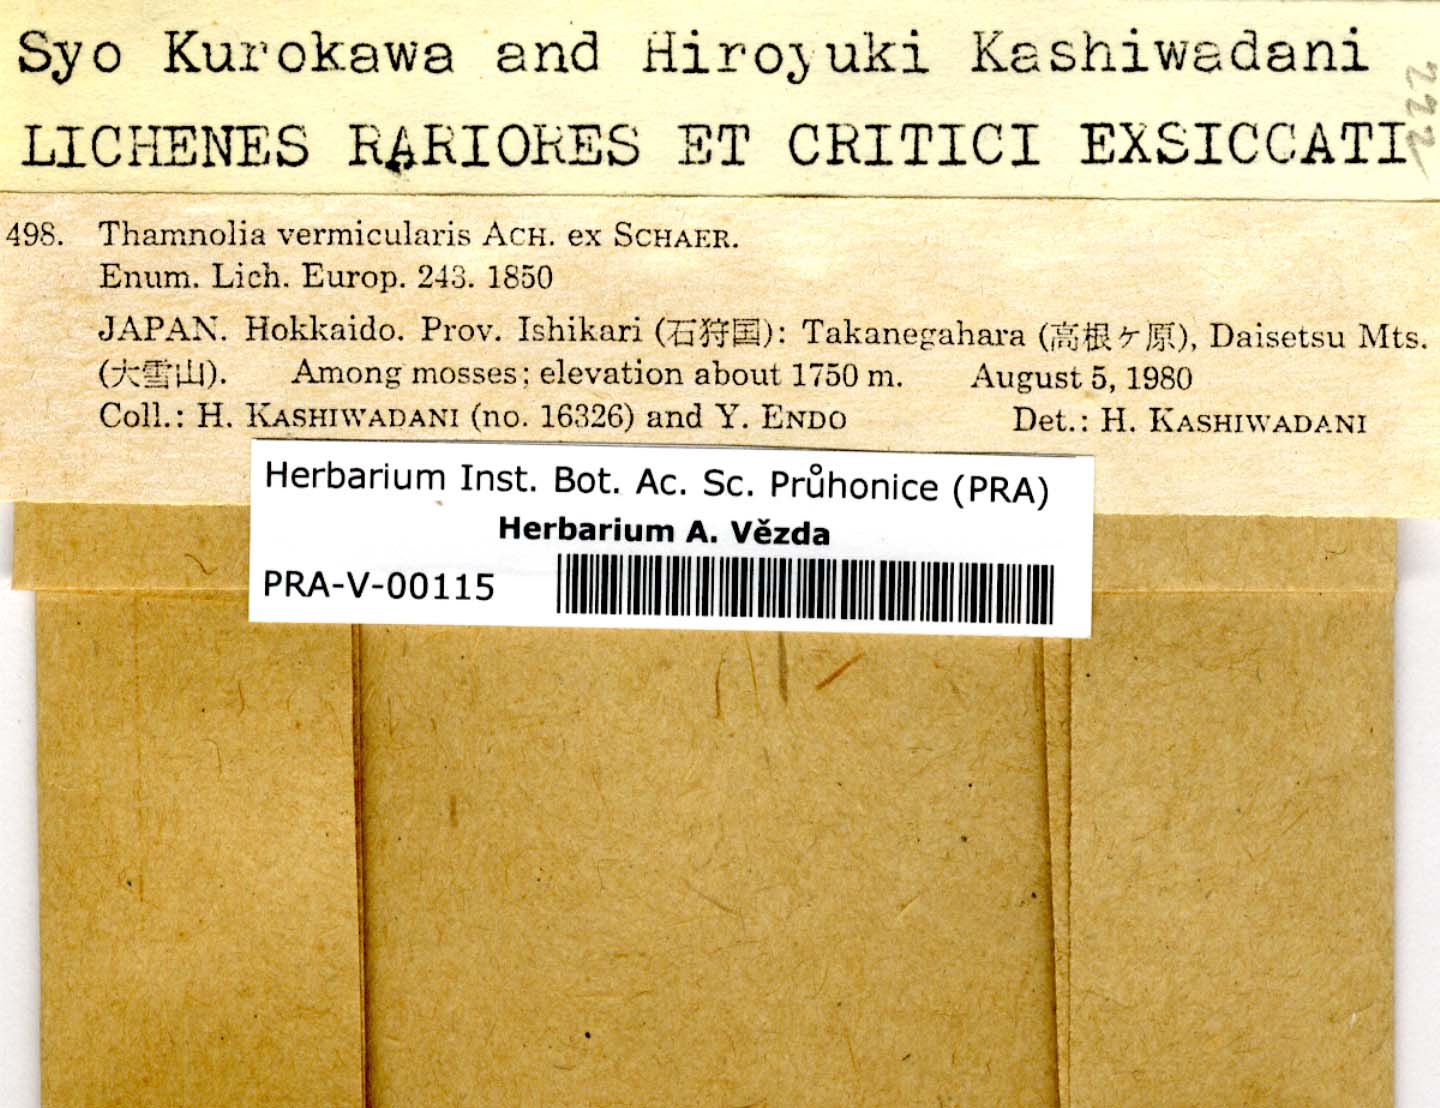 Syo Kurokawa and Hiroyuki Kashiwadani
LICHENES RARIORES ET CRITICI EXSICCATI
498. Thamnolia vermicularis ACH. ex SCHAER.
Enum. Lich. Europ. 243. 1850
JAPAN. Hokkaido. Prov. Ishikari (石狩国): Takanegahara (高根ヶ原), Daisetsu Mts.
(大雪山). Among mosses; elevation about 1750 m. August 5, 1980
Coll.: H. KASHIWADANI (no. 16326) and Y. ENDO Det.: H. KASHIWADANI
Herbarium Inst. Bot. Ac. Sc. Průhonice (PRA)
Herbarium A. Vězda
PRA-V-00115